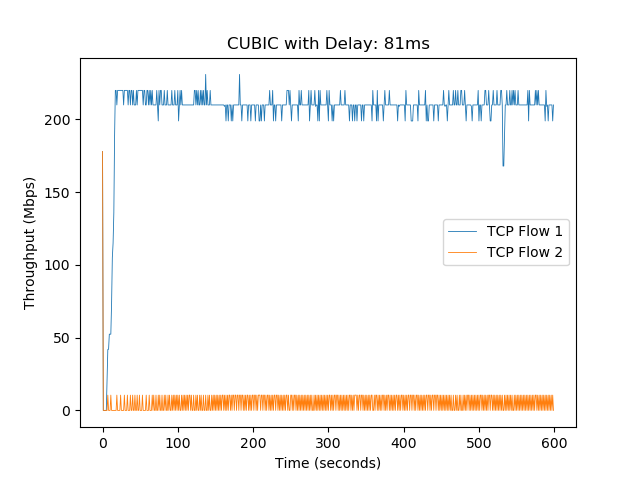 CUBIC with Delay: 81ms
Throughput (Mbps)
200
150
100
50
0
TCP Flow 1
TCP Flow 2
0 100 200 300 400 500 600
Time (seconds)